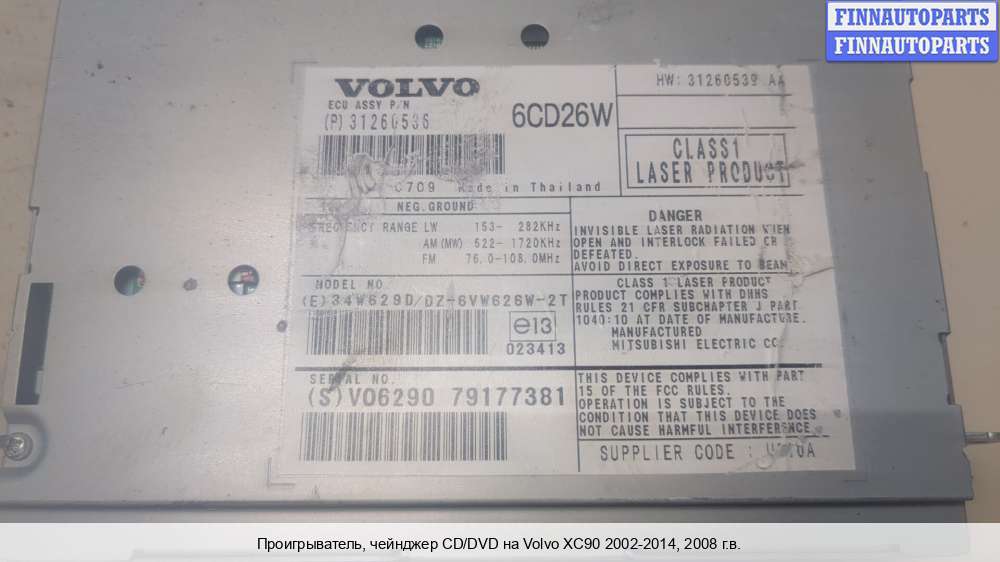 FINNAUTOPARTS
FINNAUTOPARTS
VOLVO
ECU ASSY P/N
(P) 31260536
6CD26W
HW: 31260539 AA
CLASS1
LASER PRODUCT
0709 Made in Thailand
NEG. GROUND
FREQUENCY RANGE LW 153- 282KHz
AM (MW) 522- 1720KHz
FM 76.0-108.0MHz
DANGER
INVISIBLE LASER RADIATION WHEN
OPEN AND INTERLOCK FAILED OR
DEFEATED.
AVOID DIRECT EXPOSURE TO BEAM
MODEL NO.
(E) 34W629D/DZ-6VW626W-2T
e13
023413
CLASS 1 LASER PRODUCT
PRODUCT COMPLIES WITH DHHS
RULES 21 CFR SUBCHAPTER J PART
1040:10 AT DATE OF MANUFACTURE.
MANUFACTURED
MITSUBISHI ELECTRIC CO.
SERIAL NO.
(S) V06290 79177381
THIS DEVICE COMPLIES WITH PART
15 OF THE FCC RULES.
OPERATION IS SUBJECT TO THE
CONDITION THAT THIS DEVICE DOES
NOT CAUSE HARMFUL INTERFERENCE.
SUPPLIER CODE :
Проигрыватель, чейнджер CD/DVD на Volvo XC90 2002-2014, 2008 г.в.